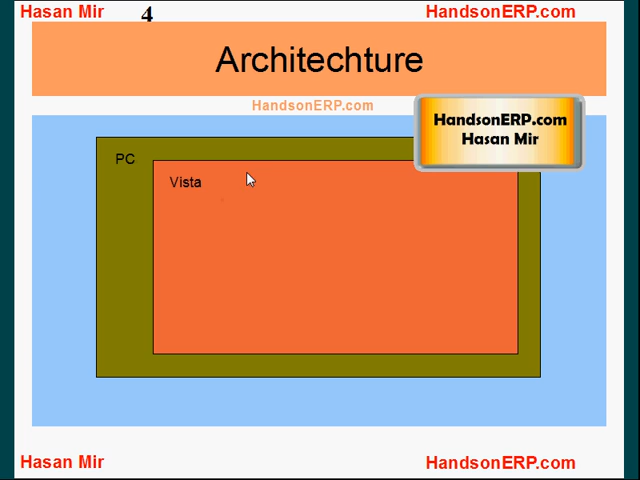 Hasan Mir
4
HandsonERP.com
Architechture
HandsonERP.com
HandsonERP.com
Hasan Mir
PC
Vista
Hasan Mir
HandsonERP.com